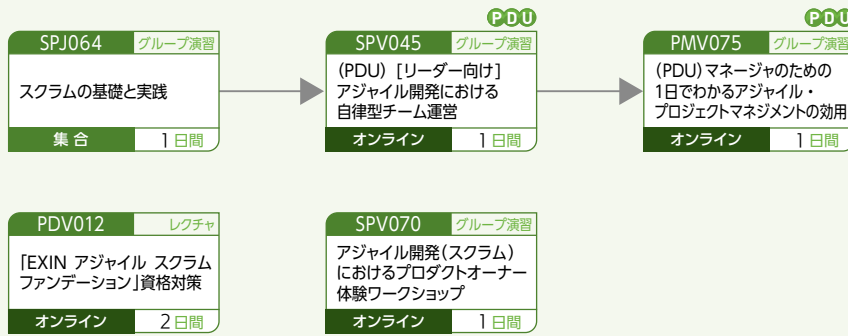 PDU
PDU
SPJ064 グループ演習
スクラムの基礎と実践
集合 1日間
SPV045 グループ演習
(PDU) [リーダー向け]
アジャイル開発における
自律型チーム運営
オンライン 1日間
PMV075 グループ演習
(PDU)マネージャのための
1日でわかるアジャイル・
プロジェクトマネジメントの効用
オンライン 1日間
PDV012 レクチャ
「EXIN アジャイル スクラム
ファンデーション」資格対策
オンライン 2日間
SPV070 グループ演習
アジャイル開発(スクラム)
におけるプロダクトオーナー
体験ワークショップ
オンライン 1日間